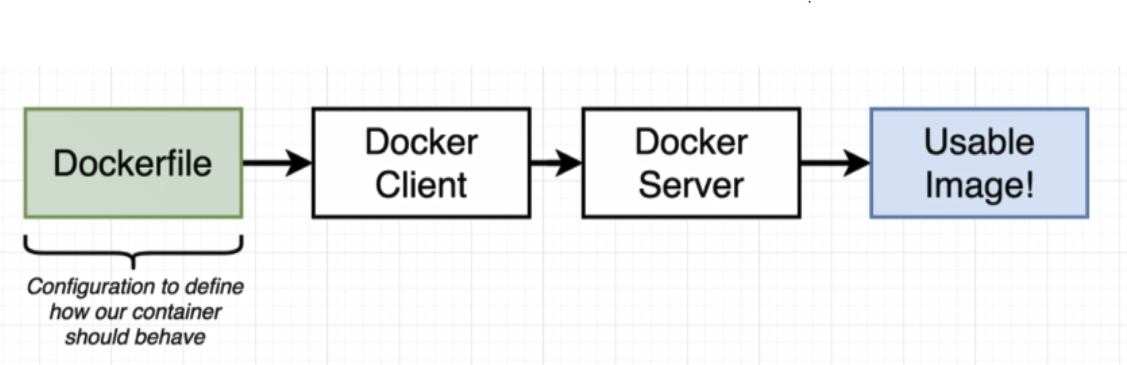 Dockerfile
Docker
Client
Docker
Server
Usable
Image!
Configuration to define
how our container
should behave